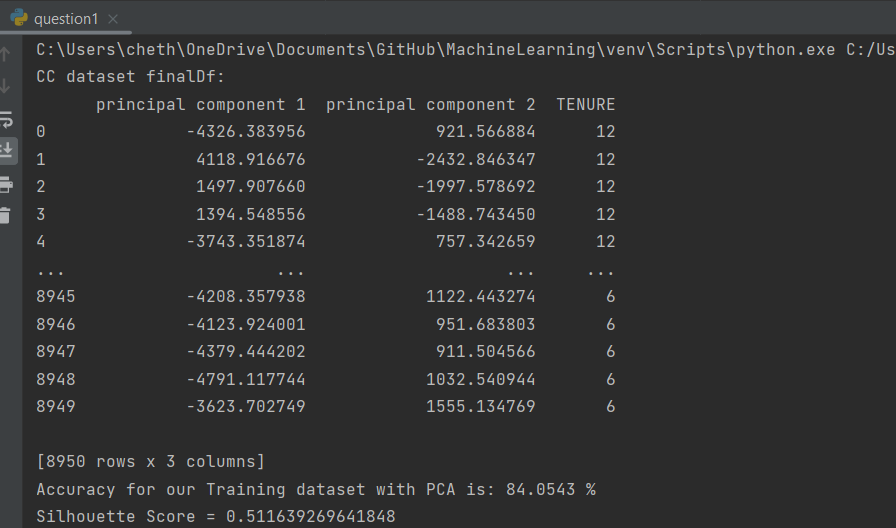 question1
C:\Users\cheth\OneDrive\Documents\GitHub\MachineLearning\venv\Scripts\python.exe C:/Us
CC dataset finalDf:
      principal component 1  principal component 2  TENURE
0              -4326.383956             921.566884      12
1               4118.916676           -2432.846347      12
2               1497.907660           -1997.578692      12
3               1394.548556           -1488.743450      12
4              -3743.351874             757.342659      12
...                     ...                    ...     ...
8945           -4208.357938            1122.443274       6
8946           -4123.924001             951.683803       6
8947           -4379.444202             911.504566       6
8948           -4791.117744            1032.540944       6
8949           -3623.702749            1555.134769       6
[8950 rows x 3 columns]
Accuracy for our Training dataset with PCA is: 84.0543 %
Silhouette Score = 0.511639269641848